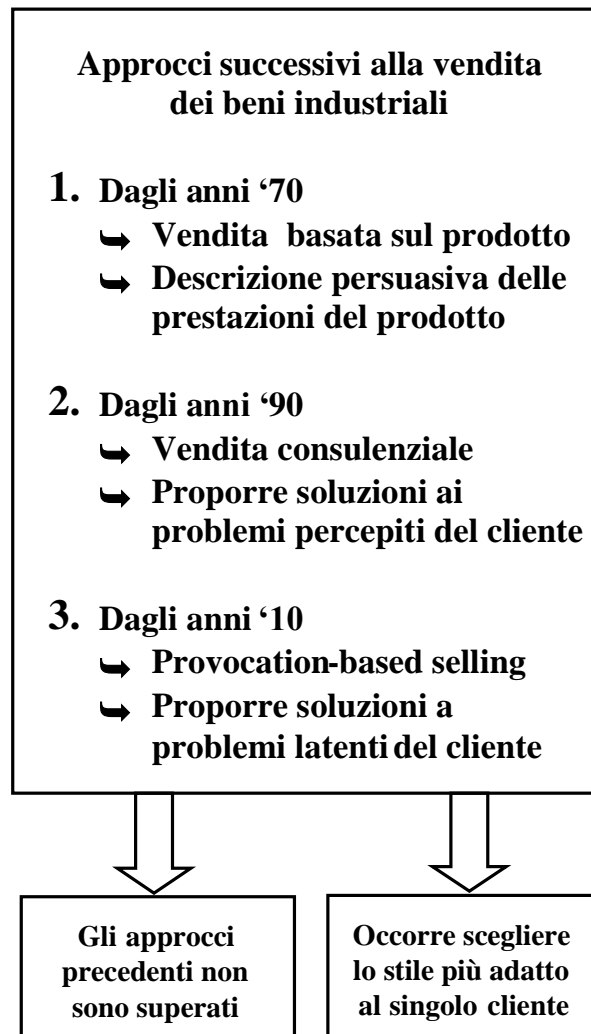 Approcci successivi alla vendita
dei beni industriali
1. Dagli anni ‘70
➥ Vendita basata sul prodotto
➥ Descrizione persuasiva delle
prestazioni del prodotto
2. Dagli anni ‘90
➥ Vendita consulenziale
➥ Proporre soluzioni ai
problemi percepiti del cliente
3. Dagli anni ‘10
➥ Provocation-based selling
➥ Proporre soluzioni a
problemi latenti del cliente
Gli approcci
precedenti non
sono superati
Occorre scegliere
lo stile più adatto
al singolo cliente